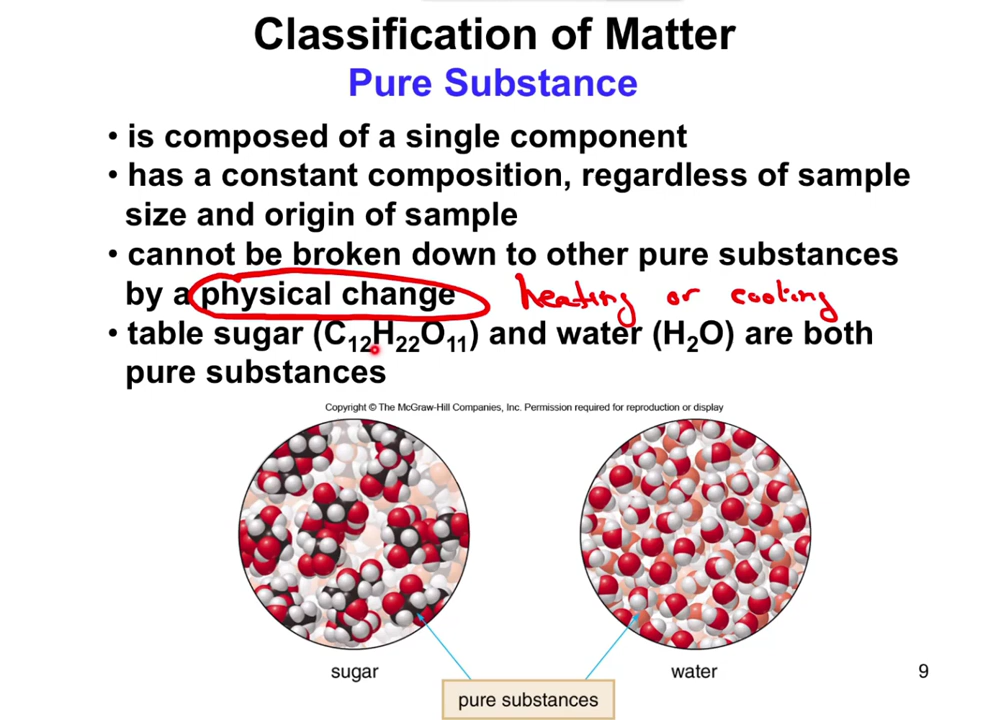 Classification of Matter
Pure Substance
• is composed of a single component
• has a constant composition, regardless of sample
size and origin of sample
• cannot be broken down to other pure substances
by a physical change heating or cooling
• table sugar (C₁₂H₂₂O₁₁) and water (H₂O) are both
pure substances
Copyright © The McGraw-Hill Companies, Inc. Permission required for reproduction or display
sugar water 9
pure substances